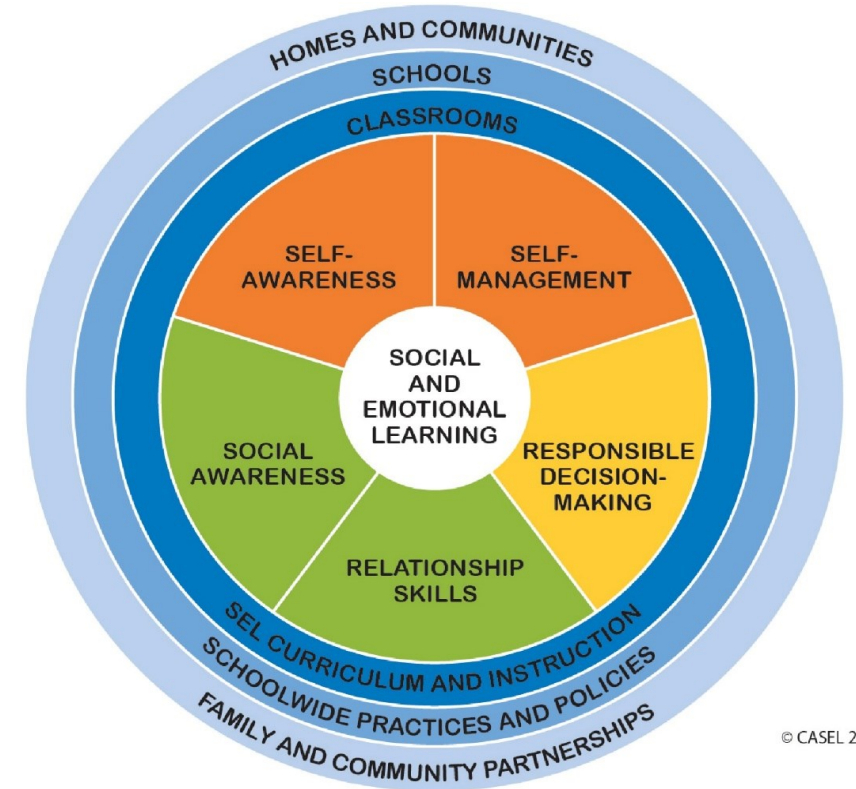 HOMES AND COMMUNITIES
SCHOOLS
CLASSROOMS
SELF-
AWARENESS
SELF-
MANAGEMENT
SOCIAL
AND
EMOTIONAL
LEARNING
SOCIAL
AWARENESS
RESPONSIBLE
DECISION-
MAKING
RELATIONSHIP
SKILLS
SEL CURRICULUM AND INSTRUCTION
SCHOOLWIDE PRACTICES AND POLICIES
FAMILY AND COMMUNITY PARTNERSHIPS
© CASEL 2